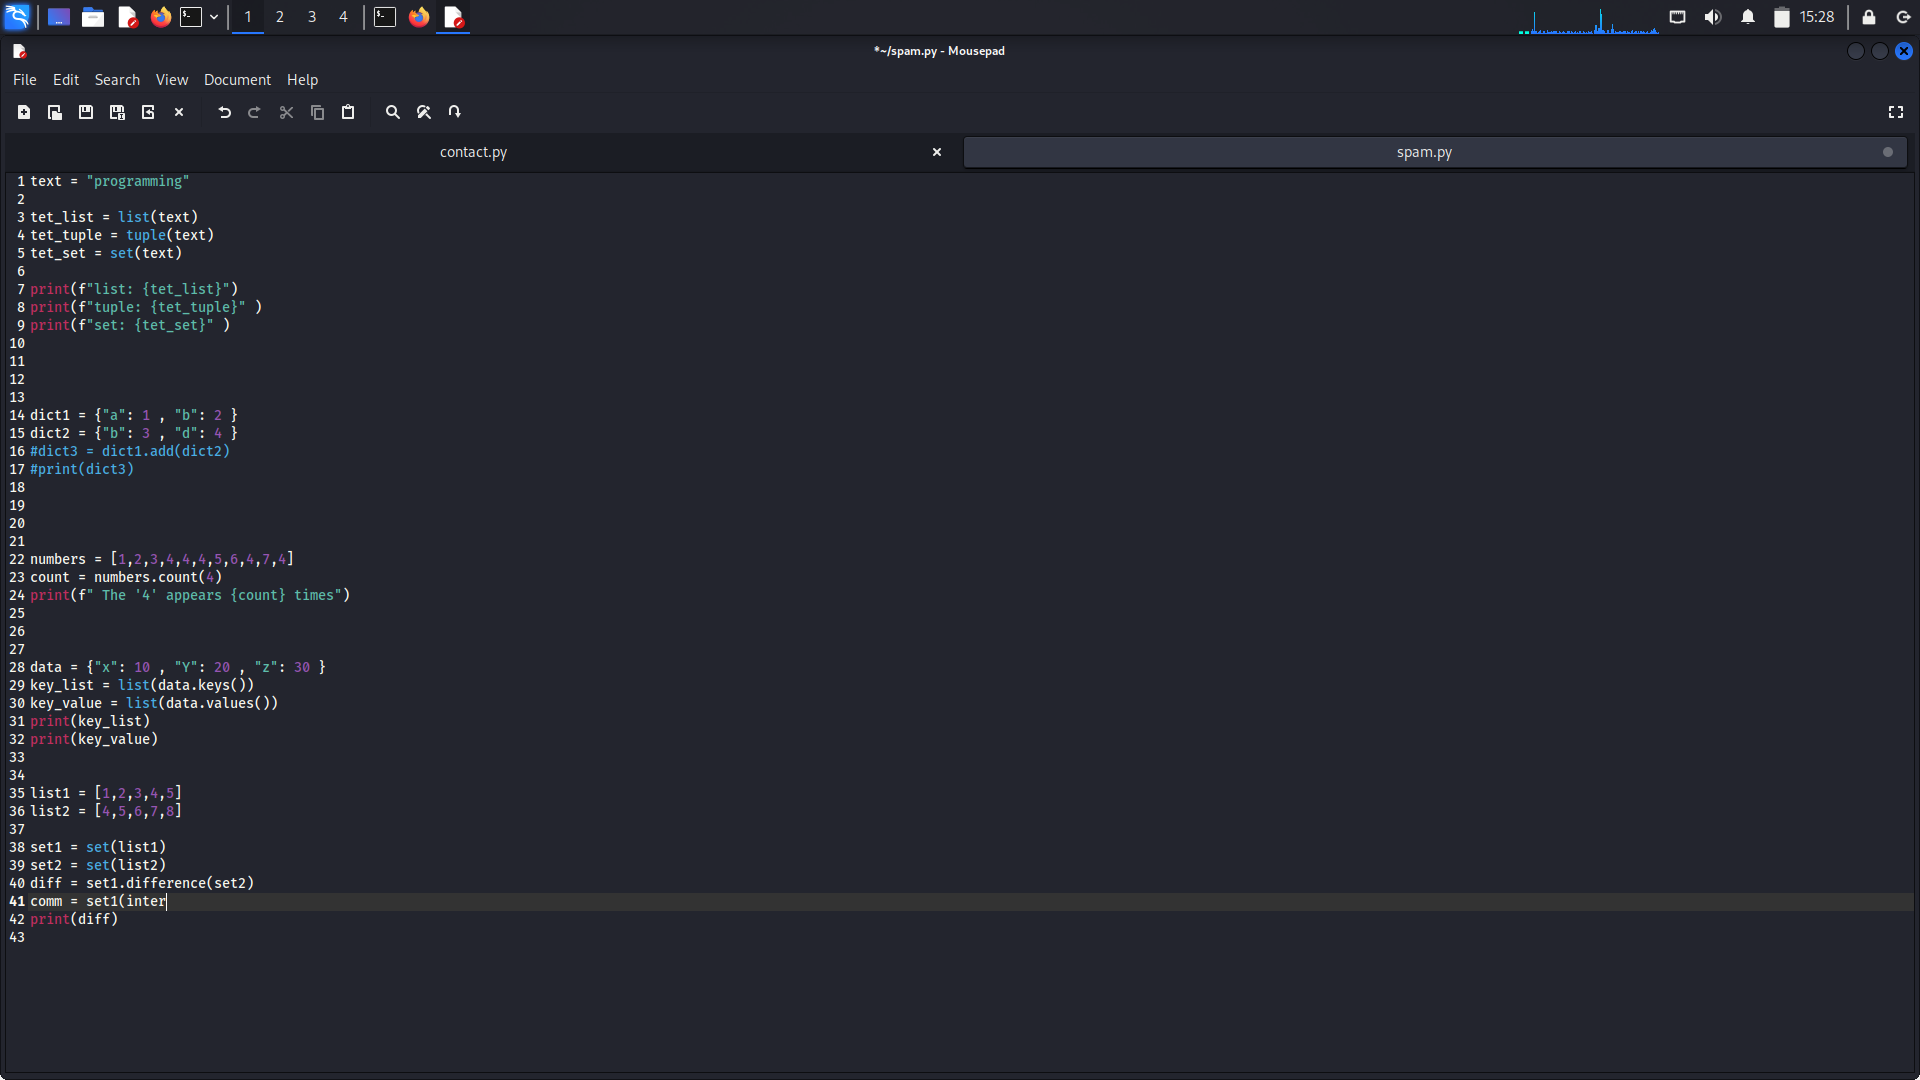 1 2 3 4
15:28
*~/spam.py - Mousepad
File Edit Search View Document Help
contact.py
spam.py
1 text = "programming"
2
3 tet_list = list(text)
4 tet_tuple = tuple(text)
5 tet_set = set(text)
6
7 print(f"list: {tet_list}")
8 print(f"tuple: {tet_tuple}" )
9 print(f"set: {tet_set}" )
10
11
12
13
14 dict1 = {"a": 1 , "b": 2 }
15 dict2 = {"b": 3 , "d": 4 }
16 #dict3 = dict1.add(dict2)
17 #print(dict3)
18
19
20
21
22 numbers = [1,2,3,4,4,4,5,6,4,7,4]
23 count = numbers.count(4)
24 print(f" The '4' appears {count} times")
25
26
27
28 data = {"x": 10 , "Y": 20 , "z": 30 }
29 key_list = list(data.keys())
30 key_value = list(data.values())
31 print(key_list)
32 print(key_value)
33
34
35 list1 = [1,2,3,4,5]
36 list2 = [4,5,6,7,8]
37
38 set1 = set(list1)
39 set2 = set(list2)
40 diff = set1.difference(set2)
41 comm = set1(inter
42 print(diff)
43